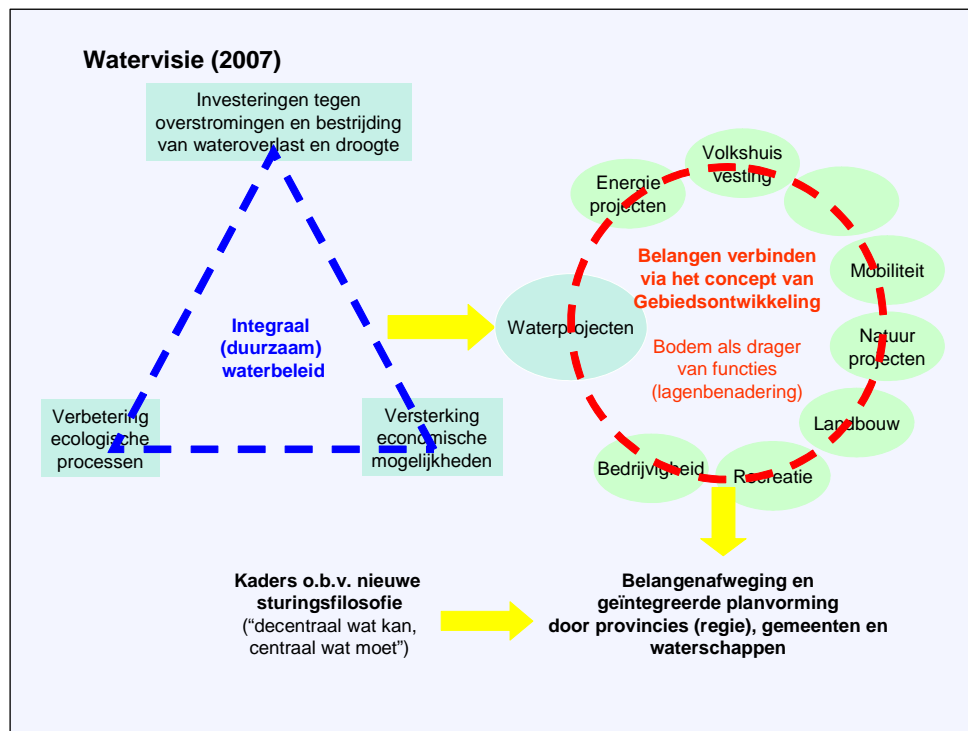 Watervisie (2007)
Investeringen tegen
overstromingen en bestrijding
van wateroverlast en droogte
Integraal
(duurzaam)
waterbeleid
Verbetering
ecologische
processen
Versterking
economische
mogelijkheden
Volkshuis
vesting
Energie
projecten
Mobiliteit
Belangen verbinden
via het concept van
Gebiedsontwikkeling
Waterprojecten
Natuur
projecten
Bodem als drager
van functies
(lagenbenadering)
Landbouw
Bedrijvigheid
Recreatie
Kaders o.b.v. nieuwe
sturingsfilosofie
(“decentraal wat kan,
centraal wat moet”)
Belangenafweging en
geïntegreerde planvorming
door provincies (regie), gemeenten en
waterschappen